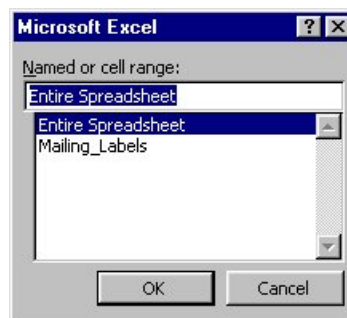 Microsoft Excel
Named or cell range:
Entire Spreadsheet
Entire Spreadsheet
Mailing_Labels
OK Cancel